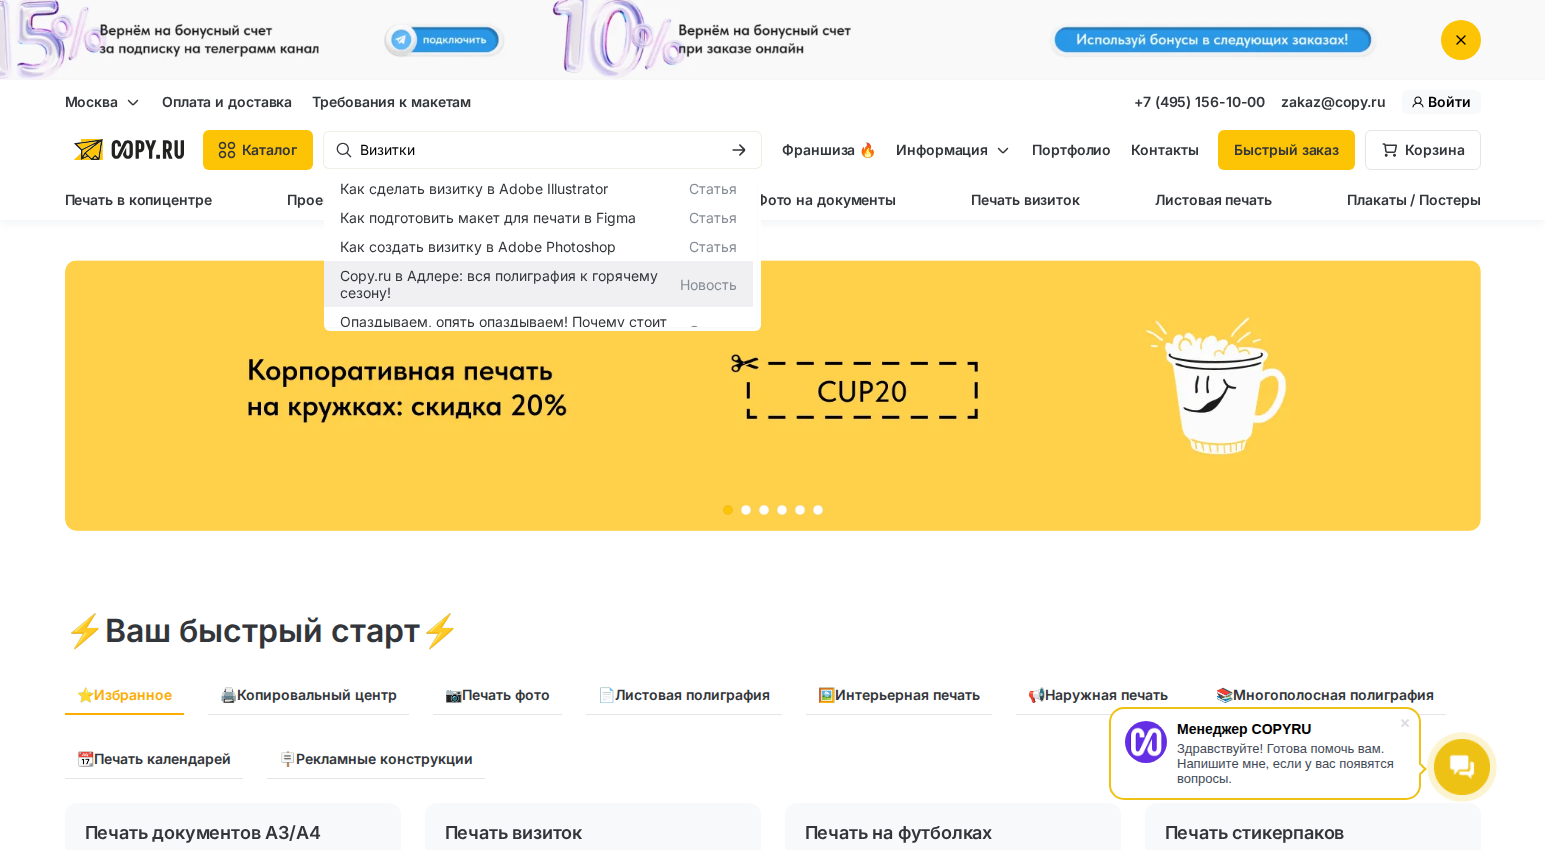 15%
Вернём на бонусный счет
за подписку на телеграмм канал
подключить
10%
Вернём на бонусный счет
при заказе онлайн
Используй бонусы в следующих заказах!
Москва
Оплата и доставка
Требования к макетам
+7 (495) 156-10-00
zakaz@copy.ru
Войти
COPY.RU
Каталог
Визитки
Франшиза 🔥
Информация
Портфолио
Контакты
Быстрый заказ
Корзина
Печать в копицентре
Прое
Фото на документы
Печать визиток
Листовая печать
Плакаты / Постеры
Как сделать визитку в Adobe Illustrator Статья
Как подготовить макет для печати в Figma Статья
Как создать визитку в Adobe Photoshop Статья
Copy.ru в Адлере: вся полиграфия к горячему
сезону!
Новость
Опаздываем, опять опаздываем! Почему стоит
Корпоративная печать
на кружках: скидка 20%
CUP20
⚡Ваш быстрый старт⚡
⭐Избранное
🖨️Копировальный центр
📷Печать фото
📄Листовая полиграфия
🖼️Интерьерная печать
📢Наружная печать
📚Многополосная полиграфия
📆Печать календарей
🪧Рекламные конструкции
Менеджер COPYRU
Здравствуйте! Готова помочь вам.
Напишите мне, если у вас появятся
вопросы.
Печать документов А3/А4
Печать визиток
Печать на футболках
Печать стикерпаков